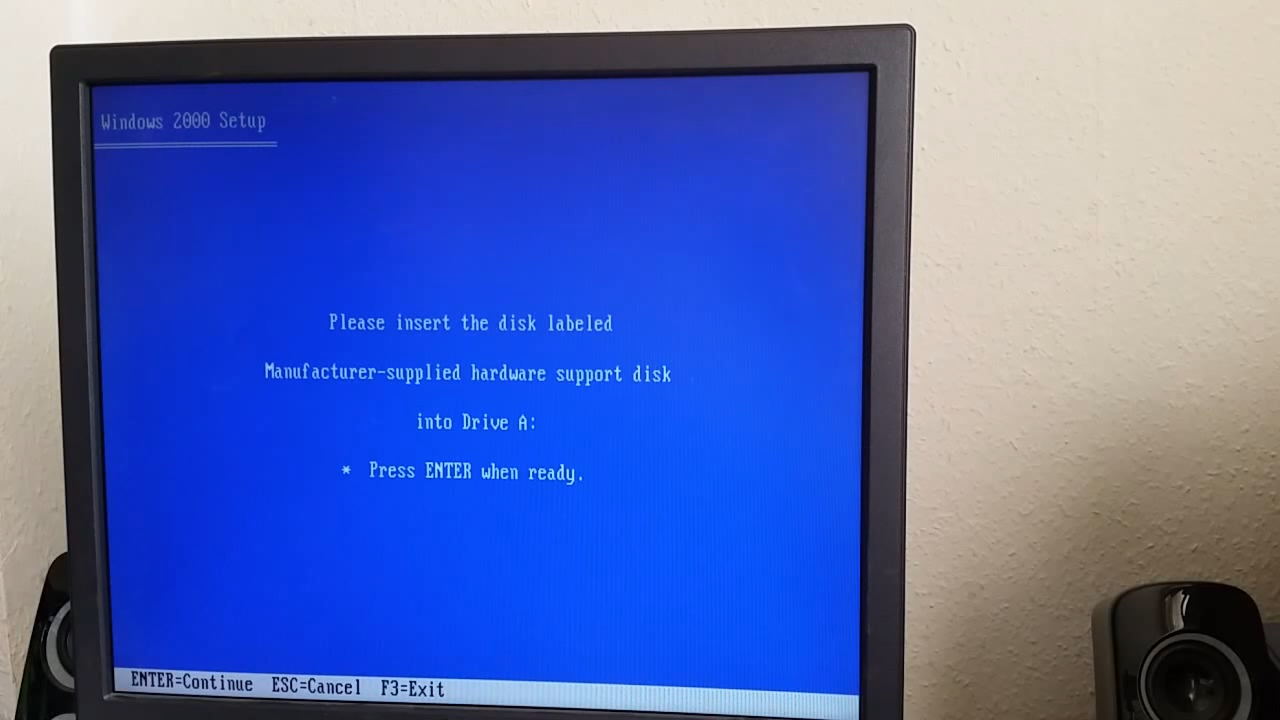 Windows 2000 Setup
Please insert the disk labeled
Manufacturer-supplied hardware support disk
into Drive A:
* Press ENTER when ready.
ENTER=Continue ESC=Cancel F3=Exit